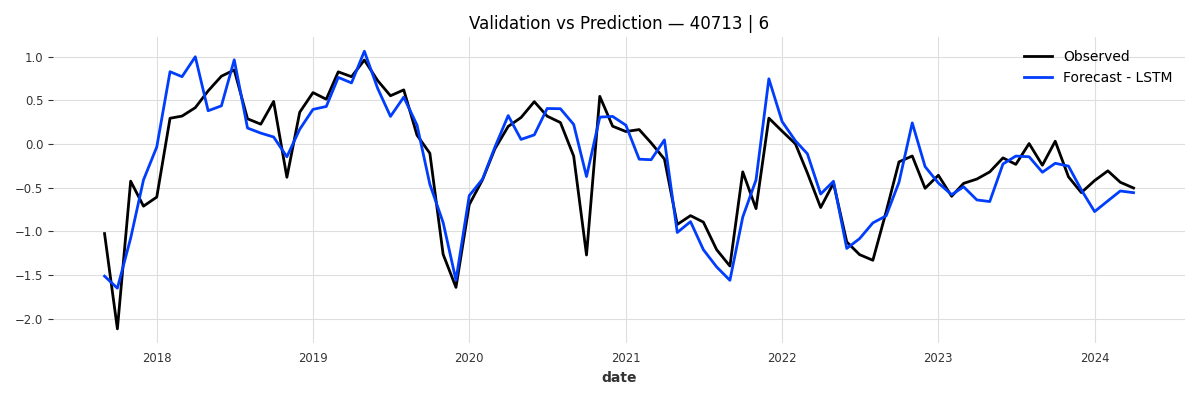 Validation vs Prediction — 40713 | 6
Observed
Forecast - LSTM
1.0
0.5
0.0
−0.5
−1.0
−1.5
−2.0
2018 2019 2020 2021 2022 2023 2024
date